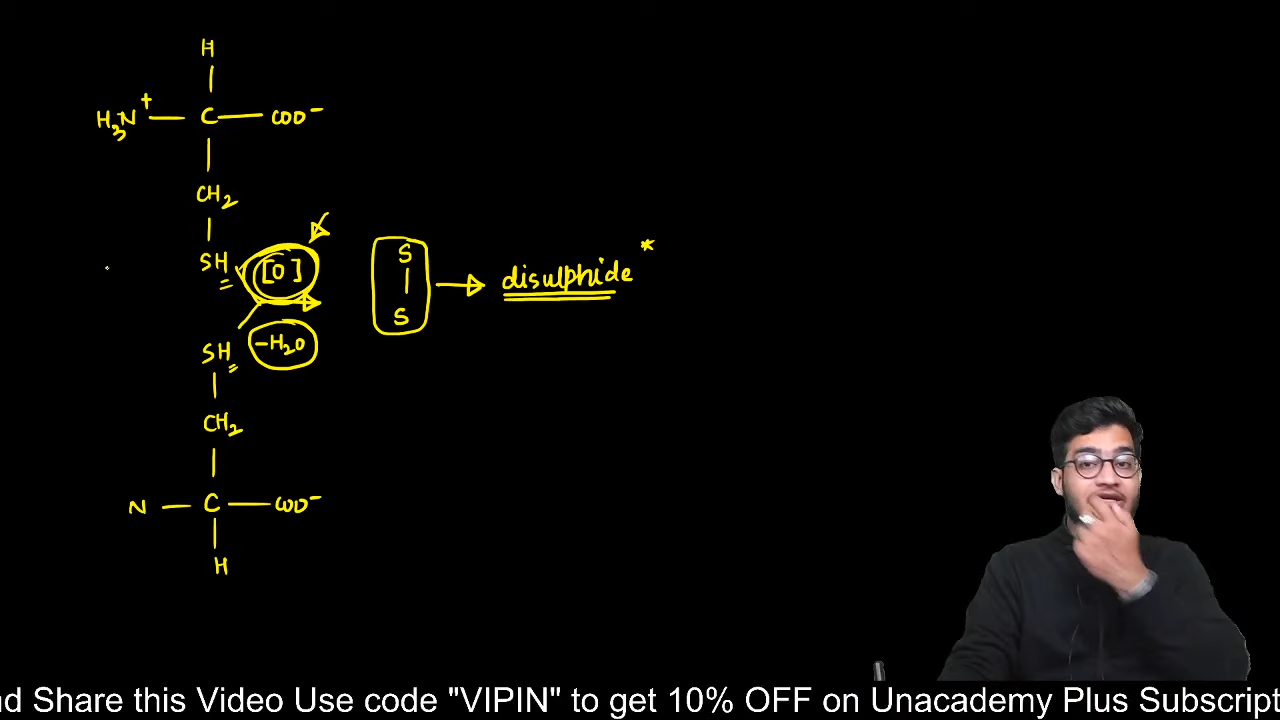 H
H₃N⁺ — C — COO⁻
CH₂
SH [O] S
| → disulphide *
S
SH -H₂O
CH₂
N — C — COO⁻
H
nd Share this Video Use code "VIPIN" to get 10% OFF on Unacademy Plus Subscript